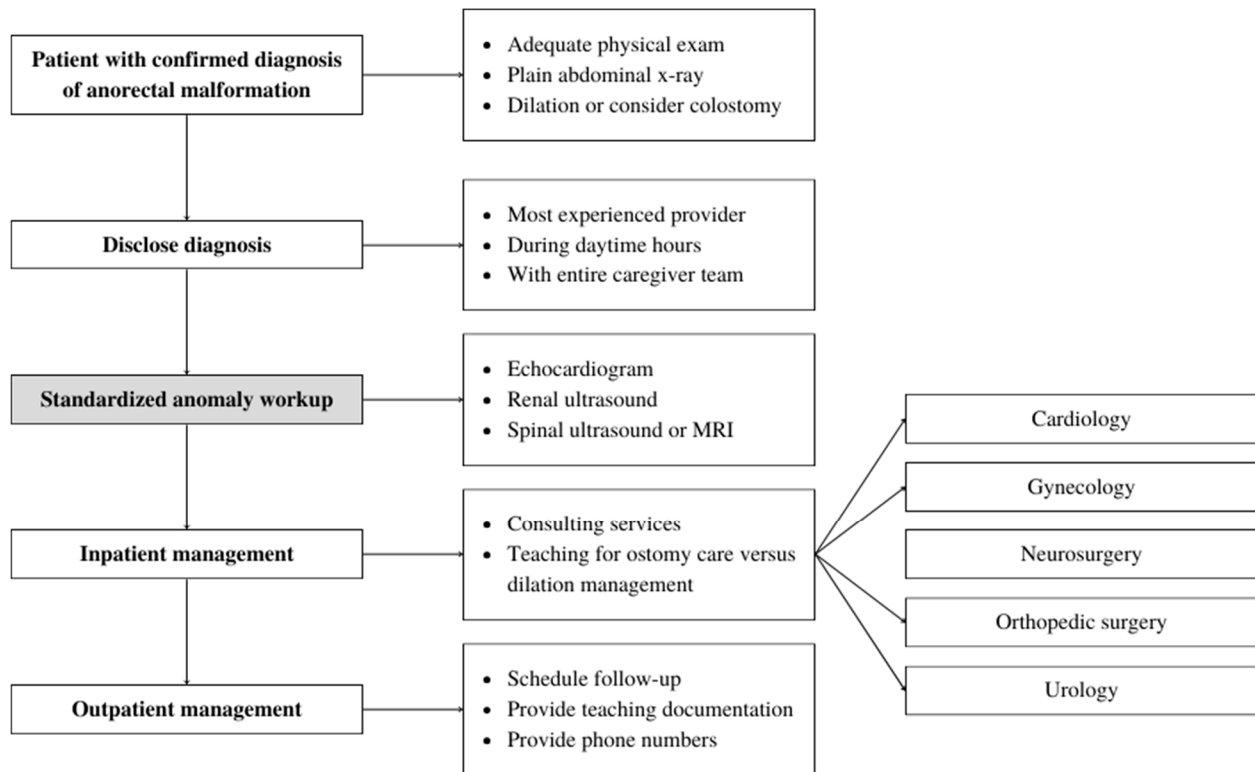 Patient with confirmed diagnosis
of anorectal malformation
• Adequate physical exam
• Plain abdominal x-ray
• Dilation or consider colostomy
Disclose diagnosis
• Most experienced provider
• During daytime hours
• With entire caregiver team
Standardized anomaly workup
• Echocardiogram
• Renal ultrasound
• Spinal ultrasound or MRI
Inpatient management
• Consulting services
• Teaching for ostomy care versus
dilation management
Cardiology
Gynecology
Neurosurgery
Orthopedic surgery
Urology
Outpatient management
• Schedule follow-up
• Provide teaching documentation
• Provide phone numbers